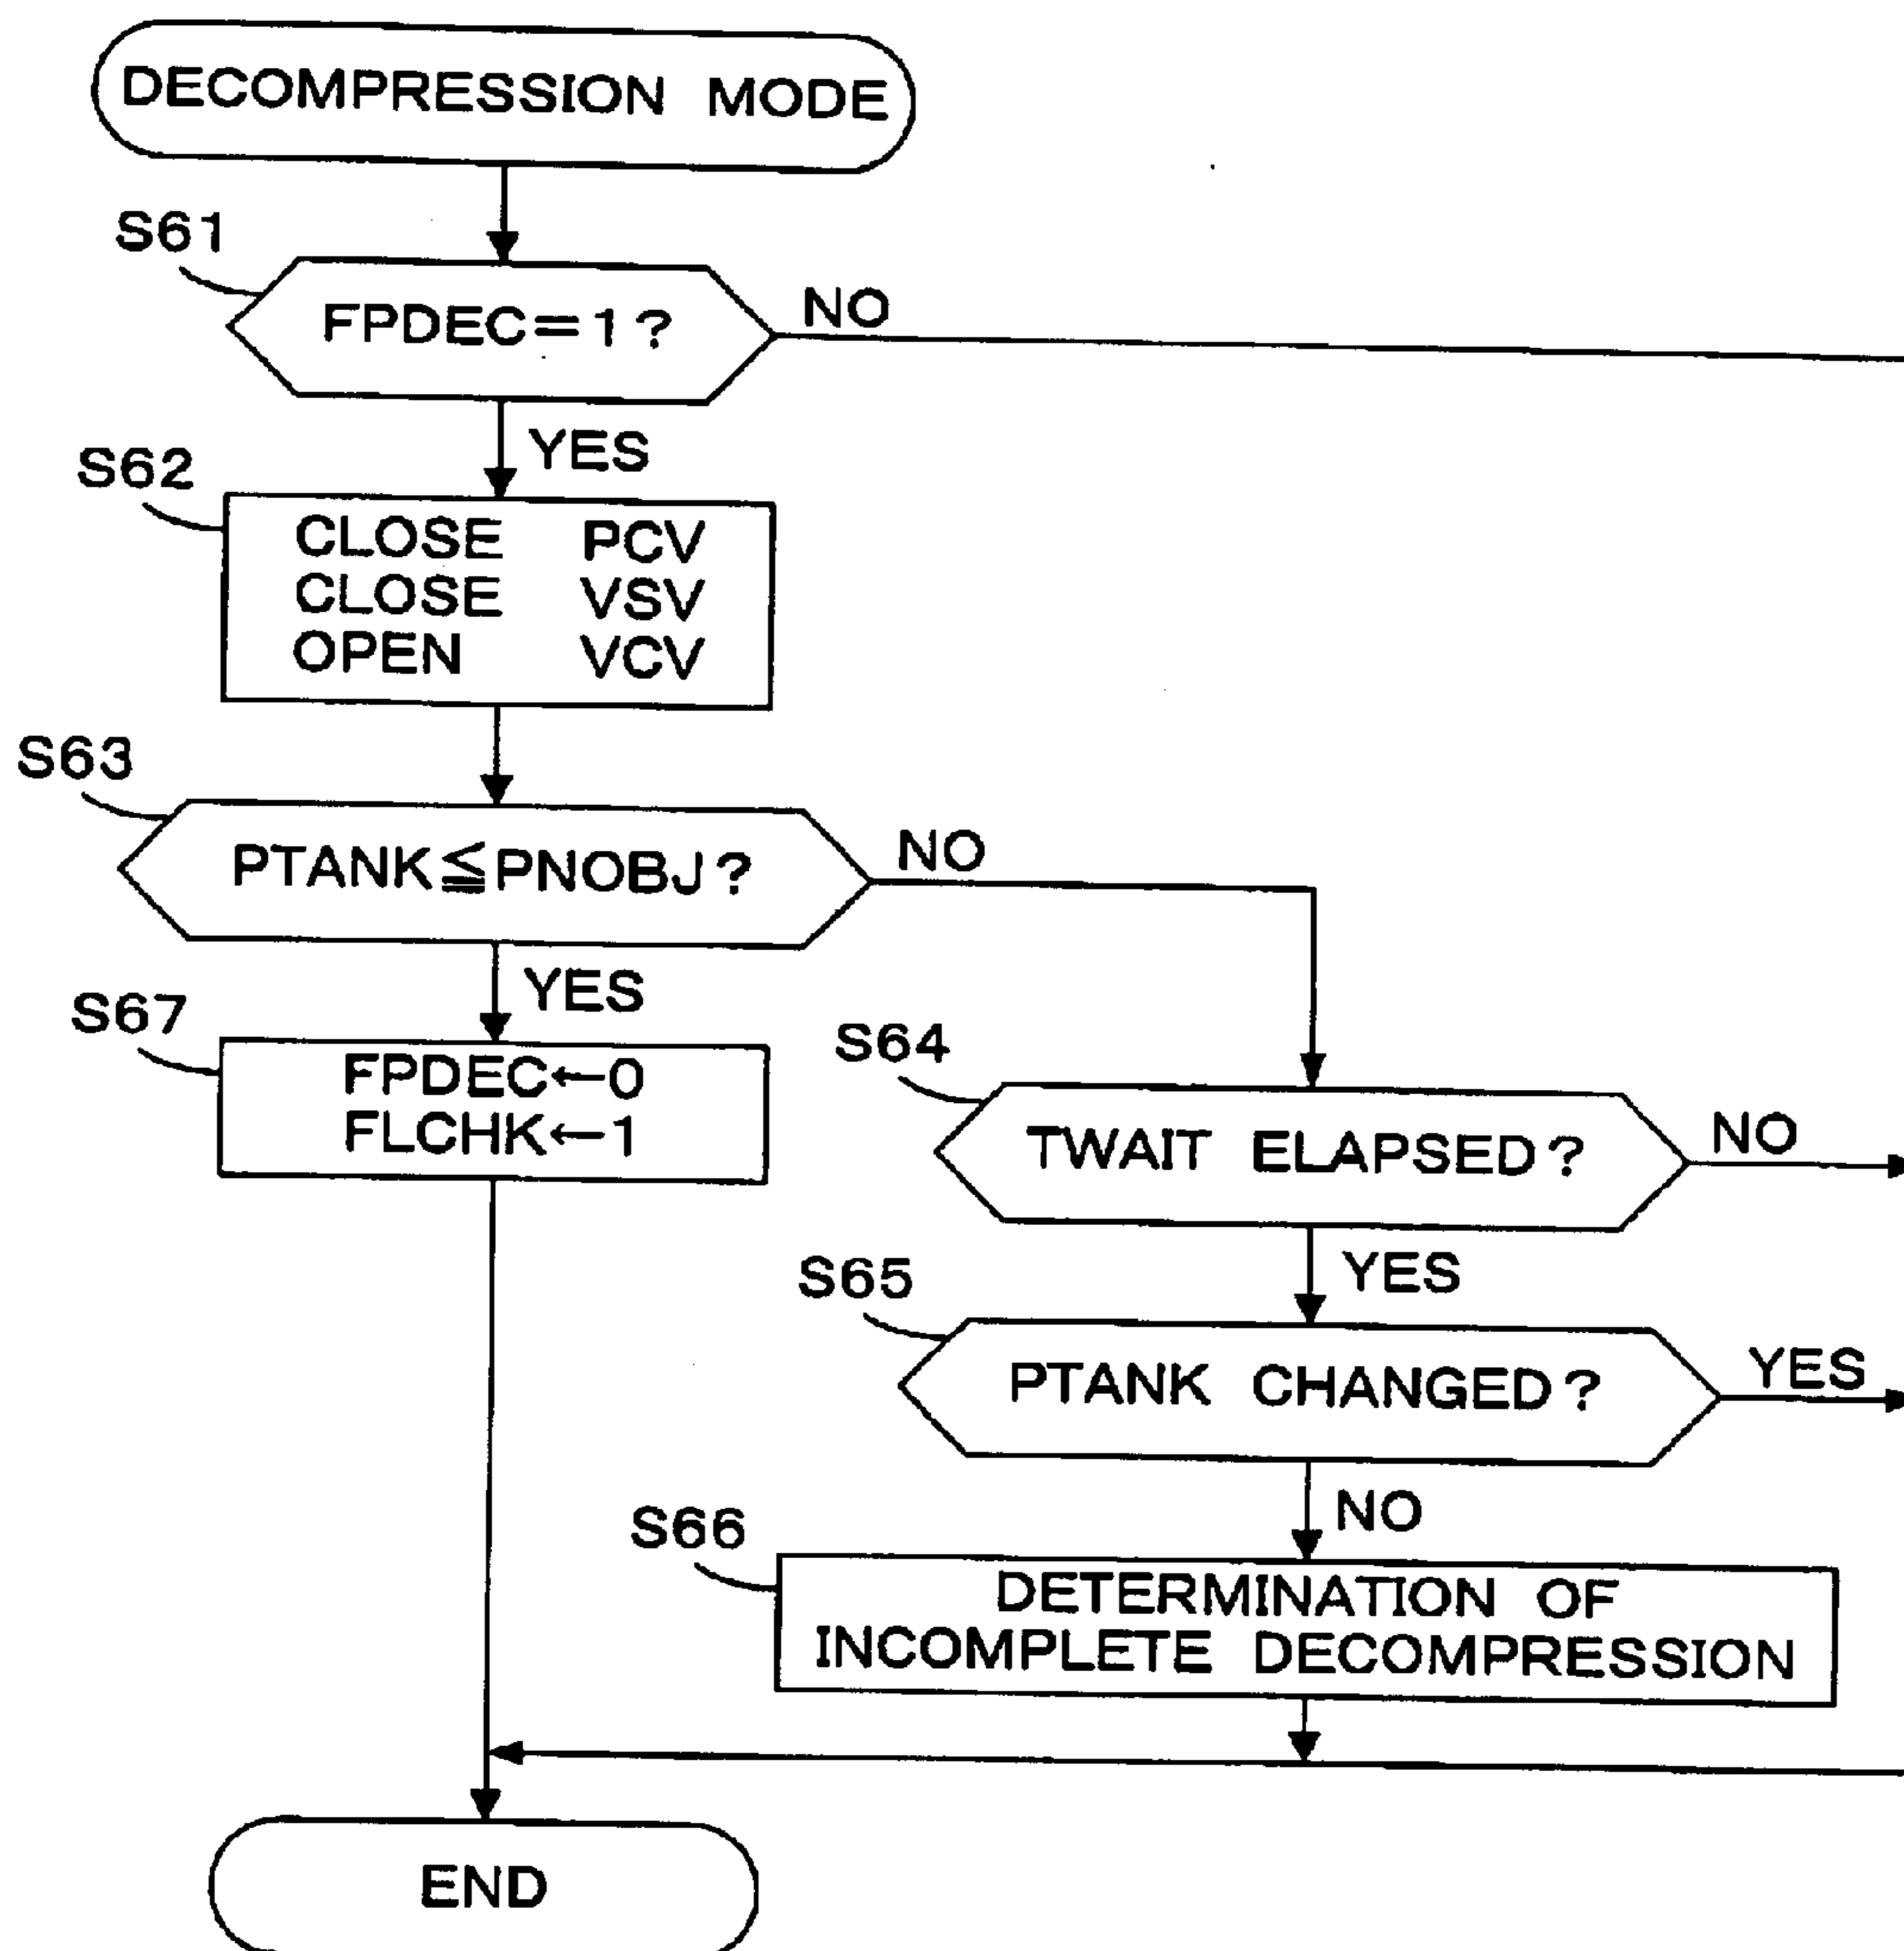 DECOMPRESSION MODE
S61
FPDEC=1?
NO
YES
S62
CLOSE PCV
CLOSE VSV
OPEN VCV
S63
PTANK≦PNOBJ?
NO
YES
S67
FPDEC←0
FLCHK←1
S64
TWAIT ELAPSED?
NO
YES
S65
PTANK CHANGED?
YES
NO
S66
DETERMINATION OF
INCOMPLETE DECOMPRESSION
END